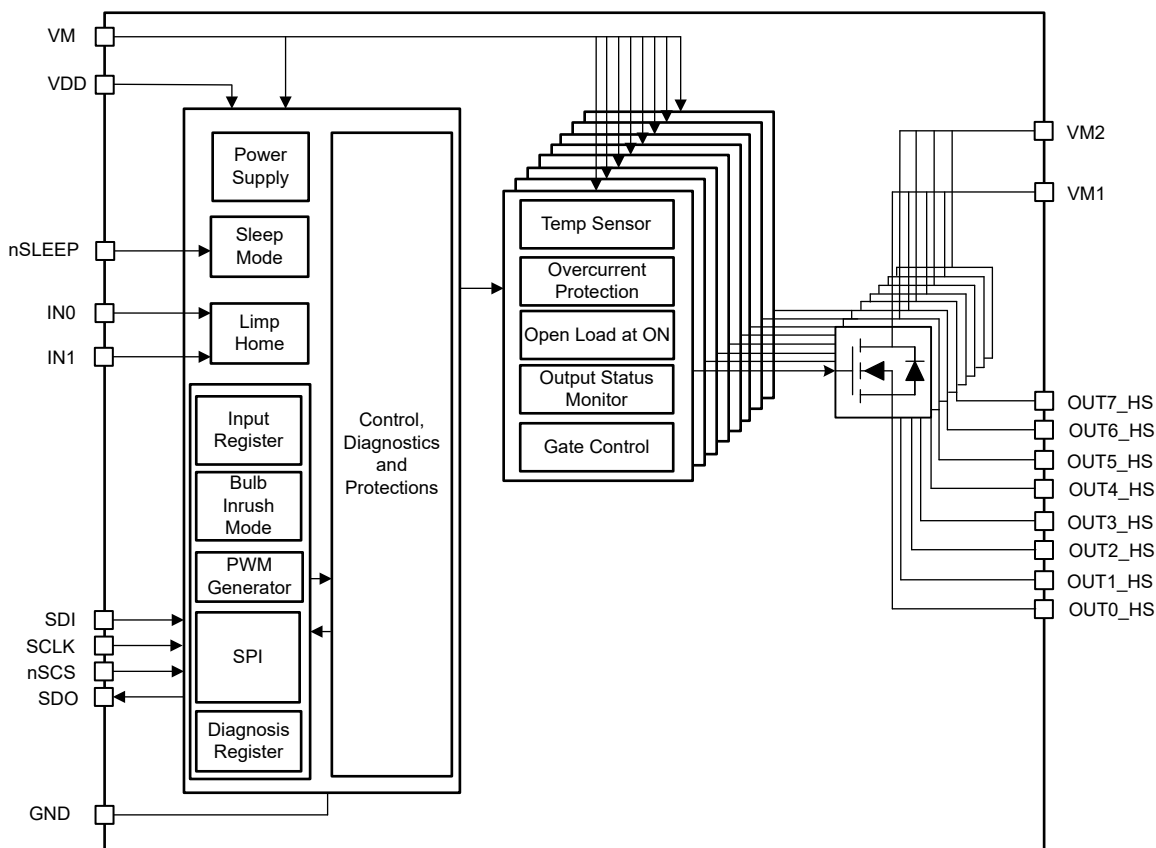 VM
VDD
nSLEEP
IN0
IN1
SDI
SCLK
nSCS
SDO
GND
Power
Supply
Sleep
Mode
Limp
Home
Input
Register
Bulb
Inrush
Mode
PWM
Generator
SPI
Diagnosis
Register
Control,
Diagnostics
and
Protections
Temp Sensor
Overcurrent
Protection
Open Load at ON
Output Status
Monitor
Gate Control
VM2
VM1
OUT7_HS
OUT6_HS
OUT5_HS
OUT4_HS
OUT3_HS
OUT2_HS
OUT1_HS
OUT0_HS